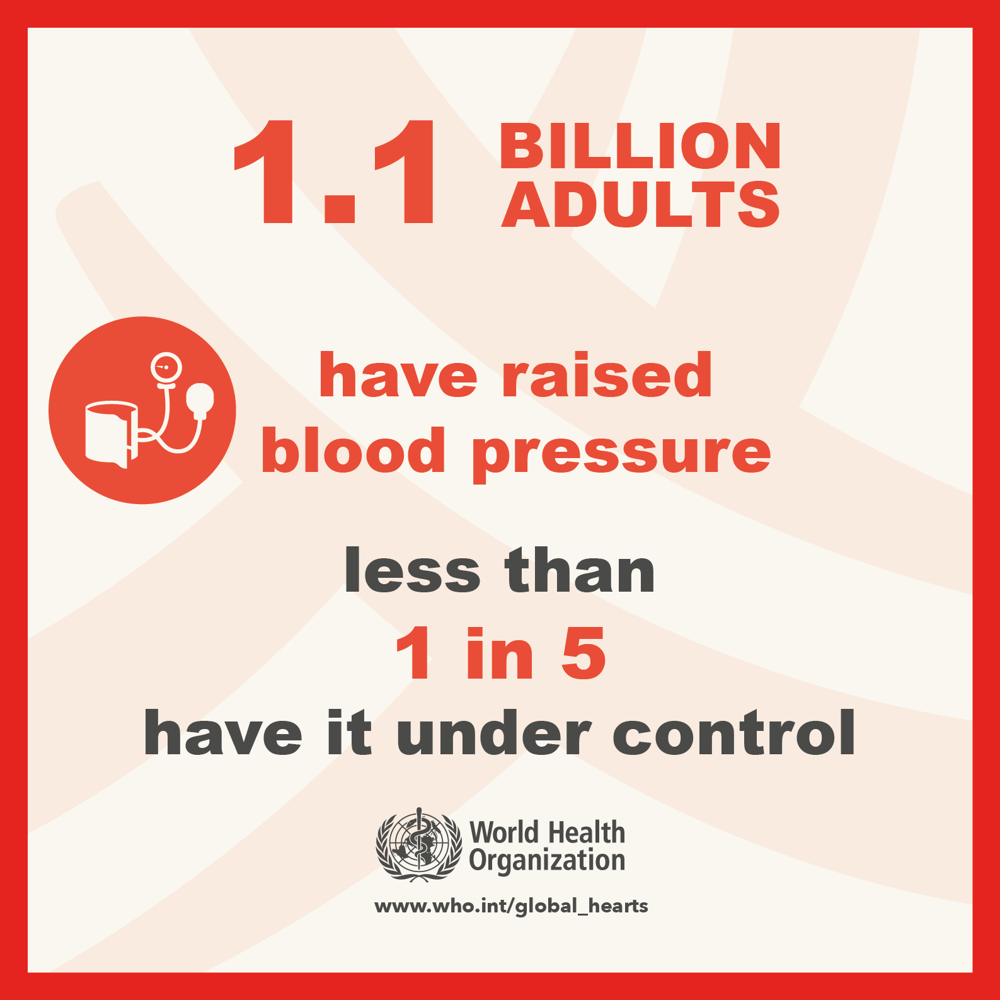 1.1 BILLION
ADULTS
have raised
blood pressure
less than
1 in 5
have it under control
World Health
Organization
www.who.int/global_hearts